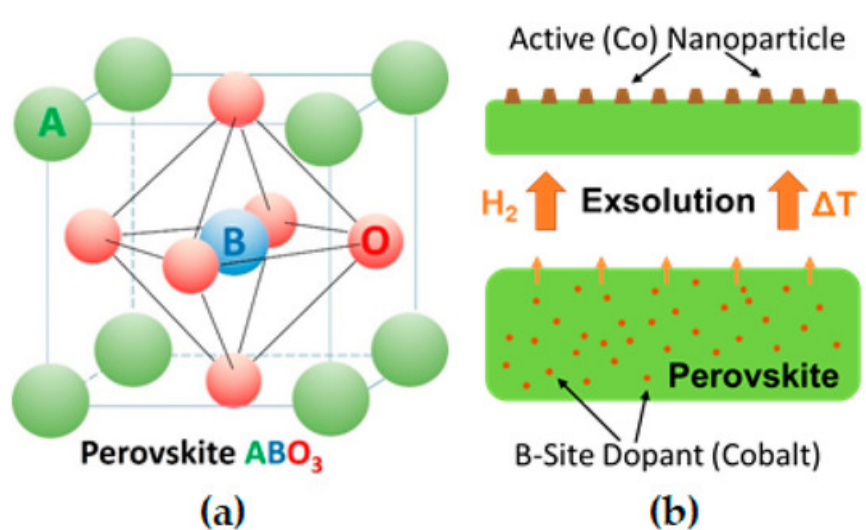 A
B
O
Perovskite ABO₃
(a)
Active (Co) Nanoparticle
H₂ Exsolution ΔT
Perovskite
B-Site Dopant (Cobalt)
(b)